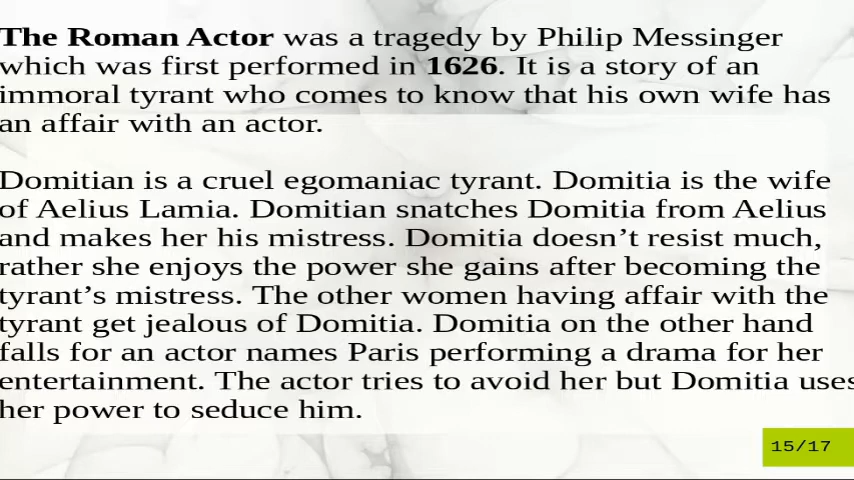 The Roman Actor was a tragedy by Philip Messinger
which was first performed in 1626. It is a story of an
immoral tyrant who comes to know that his own wife has
an affair with an actor.
Domitian is a cruel egomaniac tyrant. Domitia is the wife
of Aelius Lamia. Domitian snatches Domitia from Aelius
and makes her his mistress. Domitia doesn’t resist much,
rather she enjoys the power she gains after becoming the
tyrant’s mistress. The other women having affair with the
tyrant get jealous of Domitia. Domitia on the other hand
falls for an actor names Paris performing a drama for her
entertainment. The actor tries to avoid her but Domitia uses
her power to seduce him.
15/17